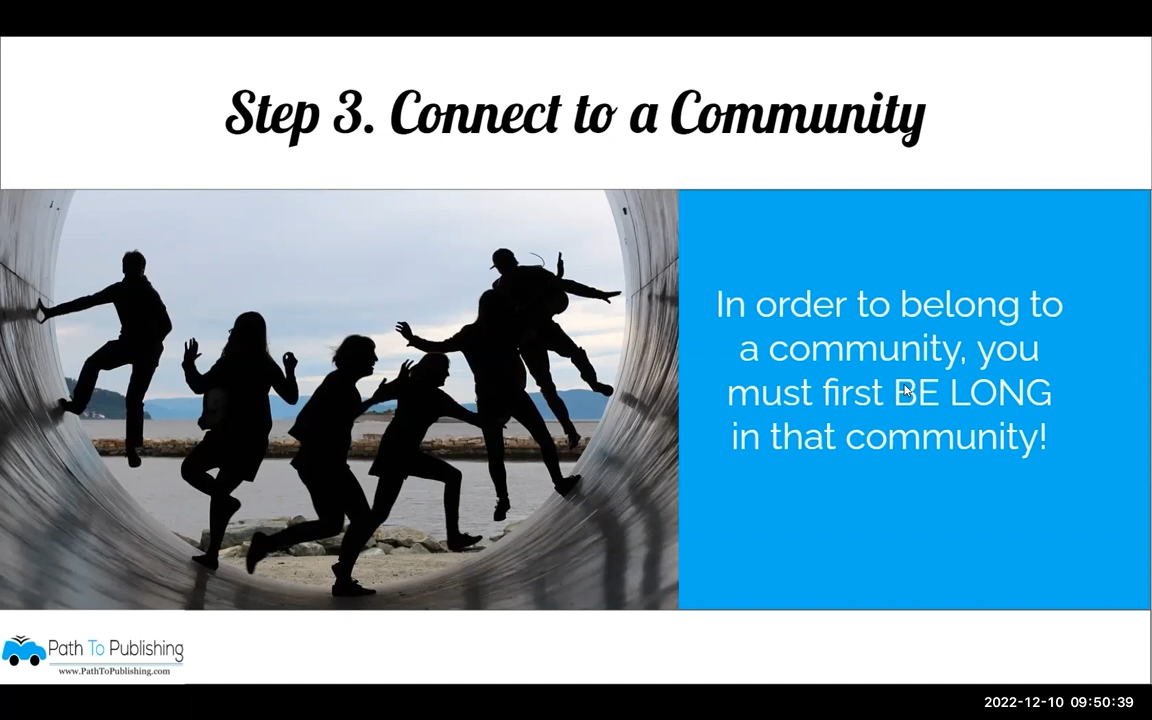 Step 3. Connect to a Community
In order to belong to
a community, you
must first BE LONG
in that community!
Path To Publishing
www.PathToPublishing.com
2022-12-10 09:50:39